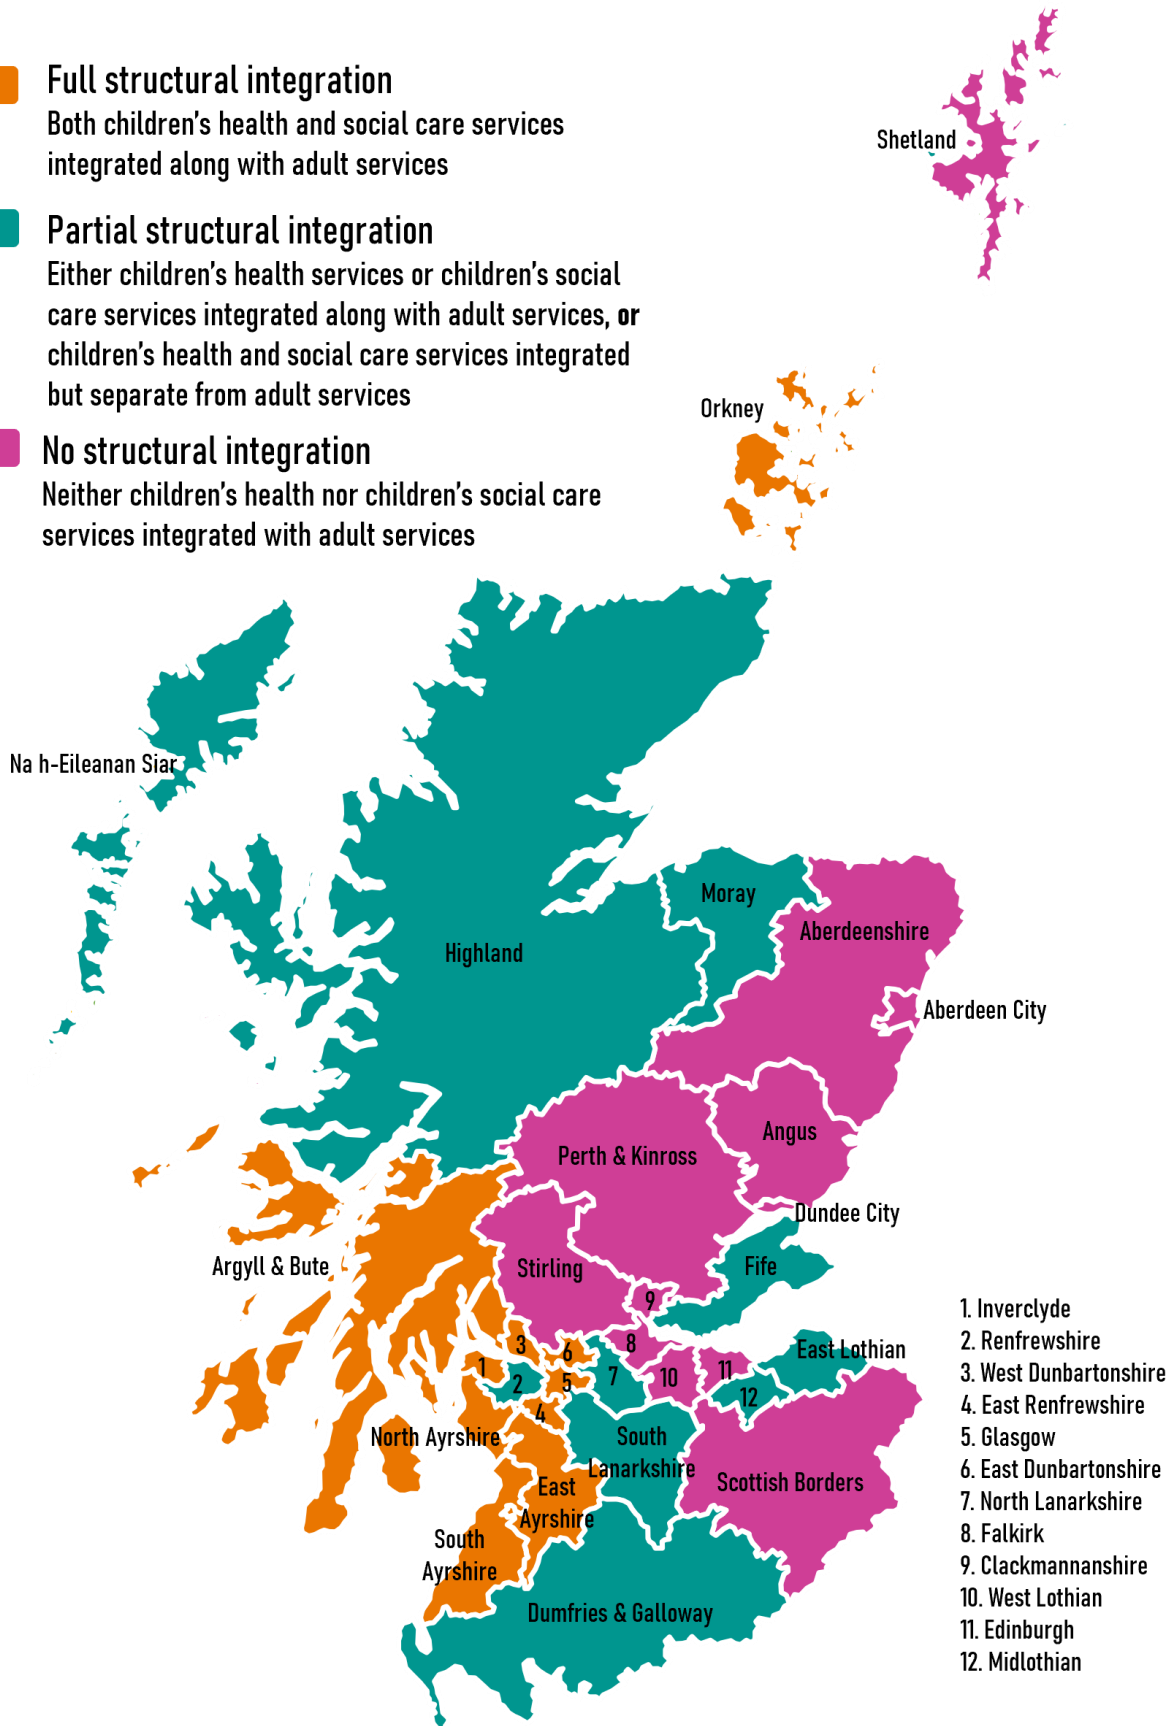 Full structural integration
Both children's health and social care services
integrated along with adult services
Partial structural integration
Either children's health services or children's social
care services integrated along with adult services, or
children's health and social care services integrated
but separate from adult services
No structural integration
Neither children's health nor children's social care
services integrated with adult services
Shetland
Orkney
Na h-Eileanan Siar
Highland
Moray
Aberdeenshire
Aberdeen City
Angus
Perth & Kinross
Dundee City
Argyll & Bute
Stirling
Fife
9
8
3
6
1
2
5
7
10
11
12
4
East Lothian
North Ayrshire
South
Lanarkshire
Scottish Borders
East
Ayrshire
South
Ayrshire
Dumfries & Galloway
1. Inverclyde
2. Renfrewshire
3. West Dunbartonshire
4. East Renfrewshire
5. Glasgow
6. East Dunbartonshire
7. North Lanarkshire
8. Falkirk
9. Clackmannanshire
10. West Lothian
11. Edinburgh
12. Midlothian